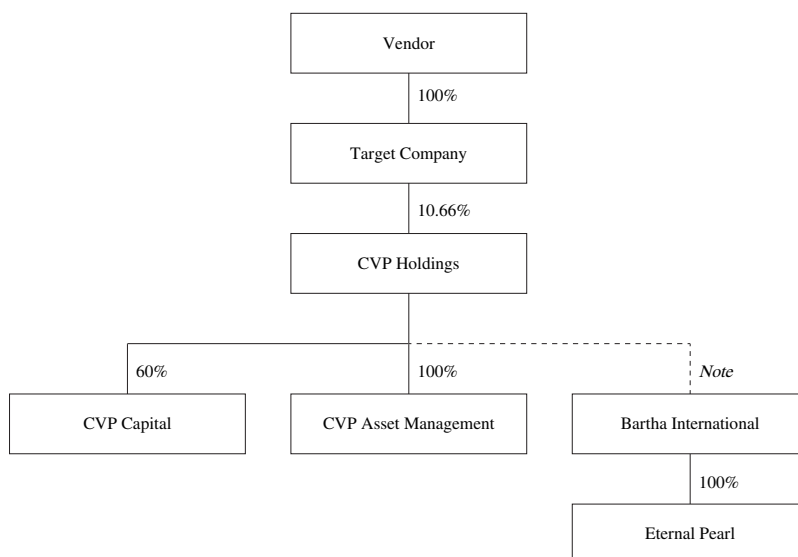 Vendor
100%
Target Company
10.66%
CVP Holdings
60%
100%
Note
CVP Capital
CVP Asset Management
Bartha International
100%
Eternal Pearl